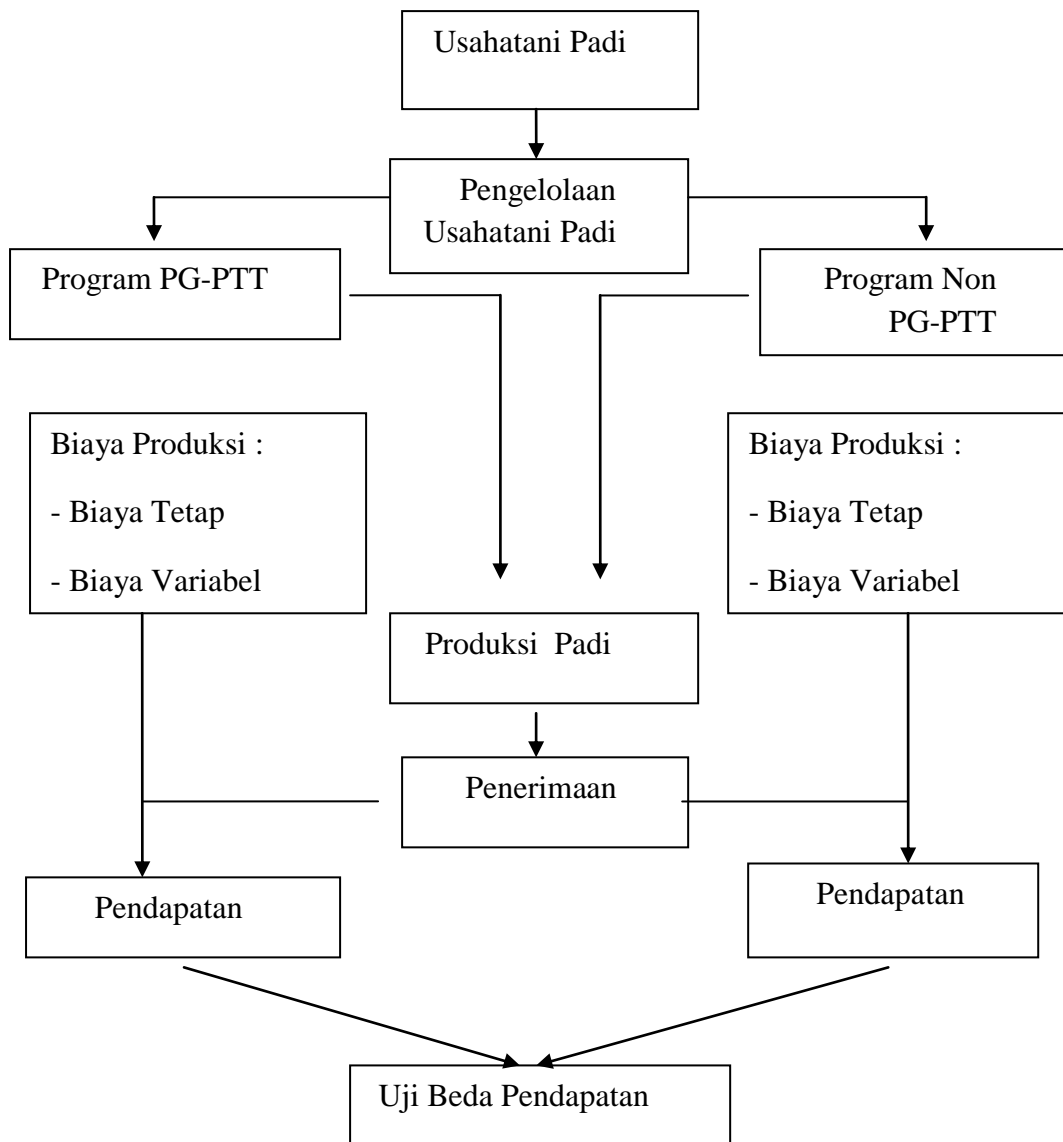 Usahatani Padi
Pengelolaan
Usahatani Padi
Program PG-PTT
Program Non
PG-PTT
Biaya Produksi :
- Biaya Tetap
- Biaya Variabel
Biaya Produksi :
- Biaya Tetap
- Biaya Variabel
Produksi Padi
Penerimaan
Pendapatan
Pendapatan
Uji Beda Pendapatan